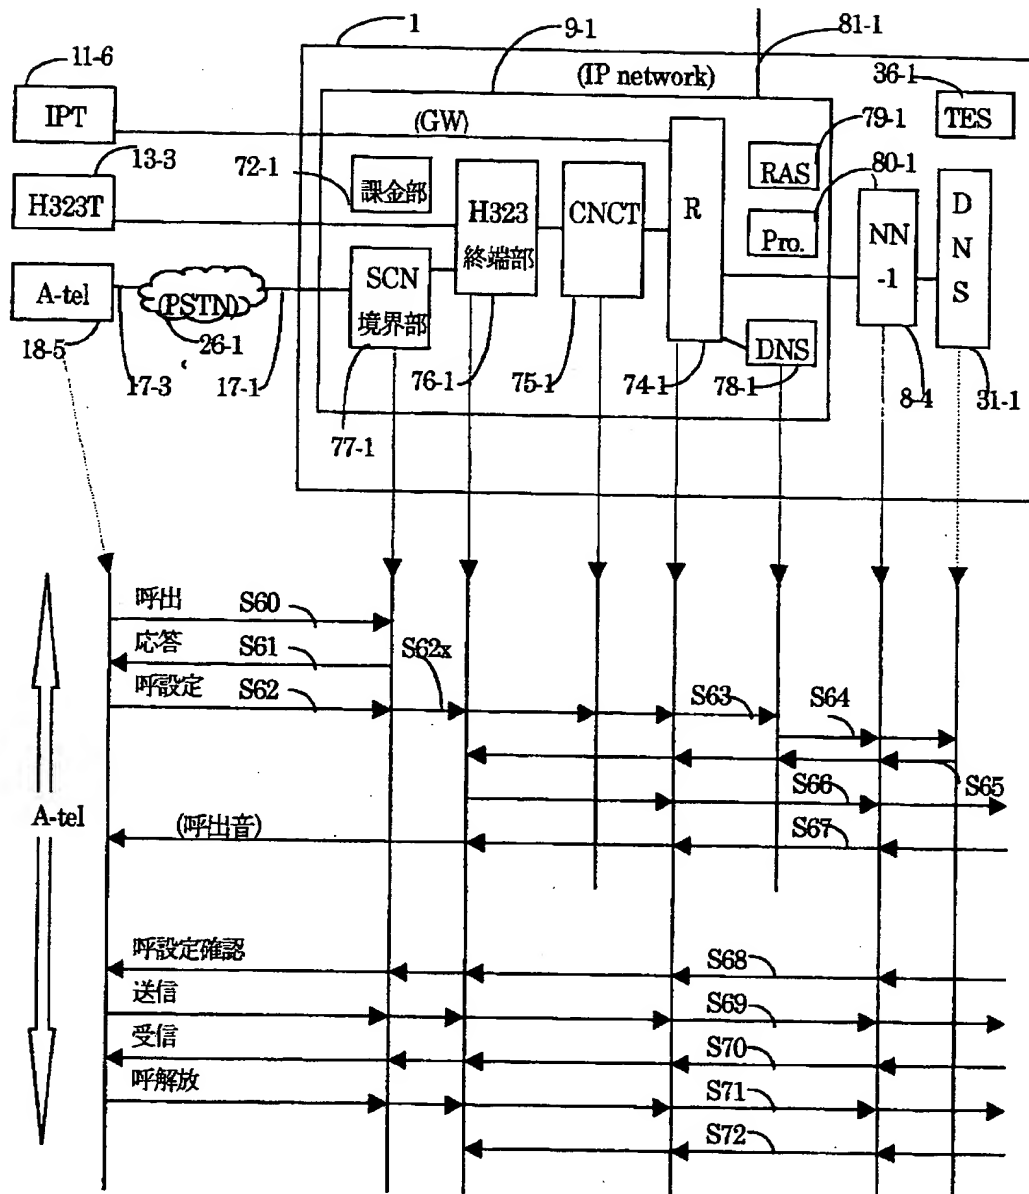 1
9-1
81-1
11-6
(IP network)
36-1
IPT
(GW)
TES
79-1
13-3
72-1
RAS
80-1
H323T
課金部
H323
終端部
CNCT
R
Pro.
NN
-1
D
N
S
A-tel
(PSTN)
SCN
境界部
DNS
18-5
26-1
17-3
17-1
76-1
75-1
74-1
78-1
8-4
31-1
77-1
呼出
S60
応答
S61
S62x
呼設定
S62
S63
S64
S65
S66
A-tel
(呼出音)
S67
呼設定確認
S68
送信
S69
受信
S70
呼解放
S71
S72